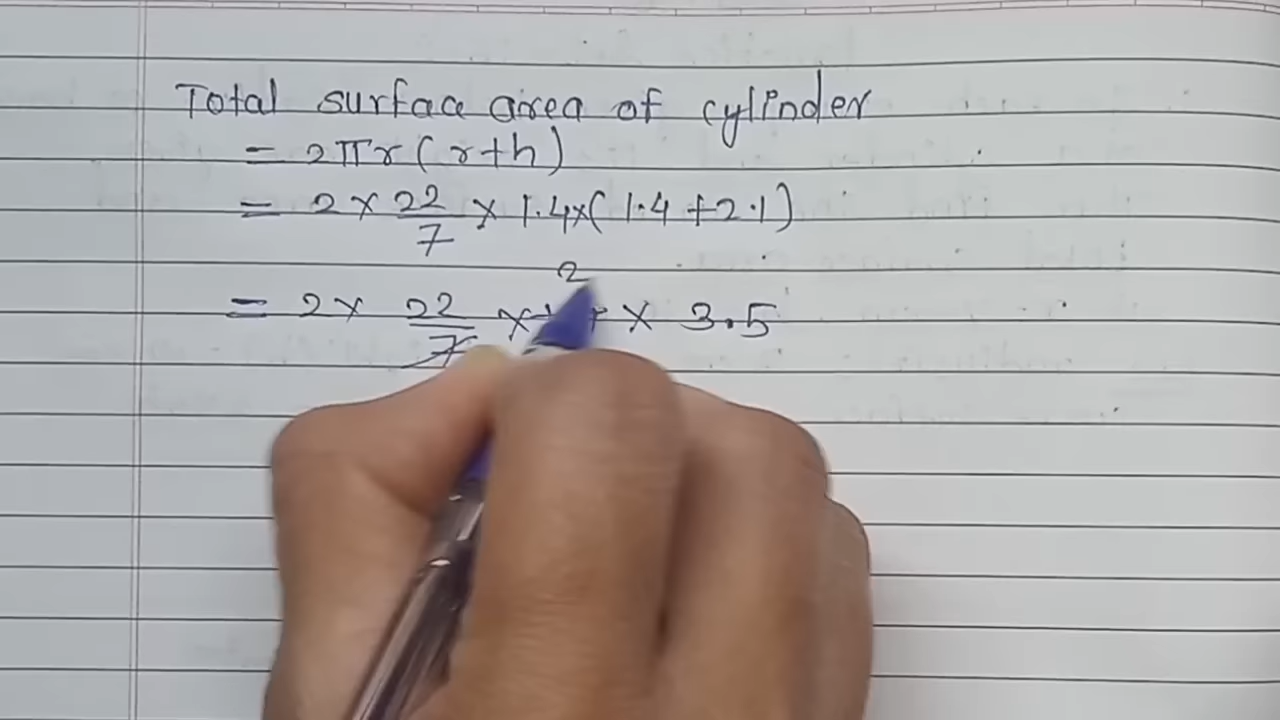 Total surface area of cylinder
= 2πr(r+h)
= 2 × 22/7 × 1.4×(1.4+2.1)
2
= 2 × 22/7 × × 3.5